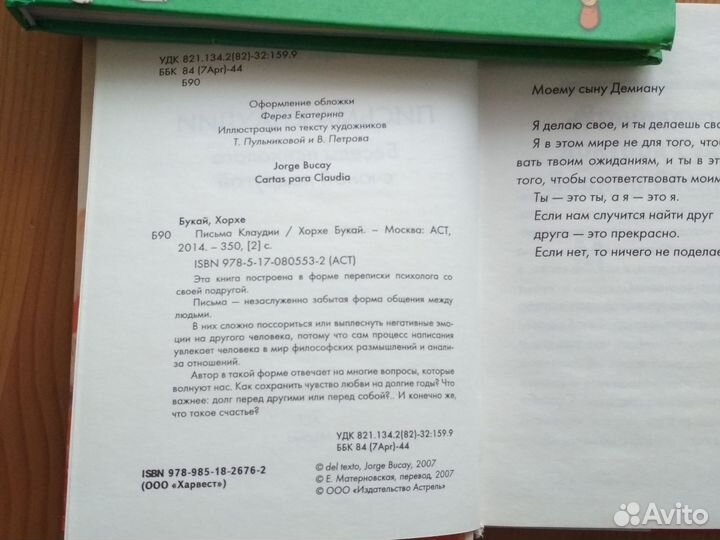 УДК 821.134.2(82)-32:159.9
ББК 84 (7Арг)-44
Б90
Оформление обложки
Ферез Екатерина
Иллюстрации по тексту художников
Т. Пульниковой и В. Петрова
Jorge Bucay
Cartas para Claudia
Букай, Хорхе
Б90 Письма Клаудии / Хорхе Букай. – Москва: АСТ,
2014. – 350, [2] с.
ISBN 978-5-17-080553-2 (АСТ)
Эта книга построена в форме переписки психолога со
своей подругой.
Письма — незаслуженно забытая форма общения между
людьми.
В них сложно поссориться или выплеснуть негативные эмо-
ции на другого человека, потому что сам процесс написания
увлекает человека в мир философских размышлений и анали-
за отношений.
Автор в такой форме отвечает на многие вопросы, которые
волнуют нас. Как сохранить чувство любви на долгие годы? Что
важнее: долг перед другими или перед собой?.. И конечно же,
что такое счастье?
УДК 821.134.2(82)-32:159.9
ББК 84 (7Арг)-44
ISBN 978-985-18-2676-2
(ООО «Харвест»)
© del texto, Jorge Bucay, 2007
© Е. Матерновская, перевод, 2007
© ООО «Издательство Астрель»
Моему сыну Демиану
Я делаю свое, и ты делаешь сво
Я в этом мире не для того, что
вать твоим ожиданиям, и ты в э
того, чтобы соответствовать моим
Ты — это ты, а я — это я.
Если нам случится найти друг
друга — это прекрасно.
Если нет, то ничего не поделае
Avito